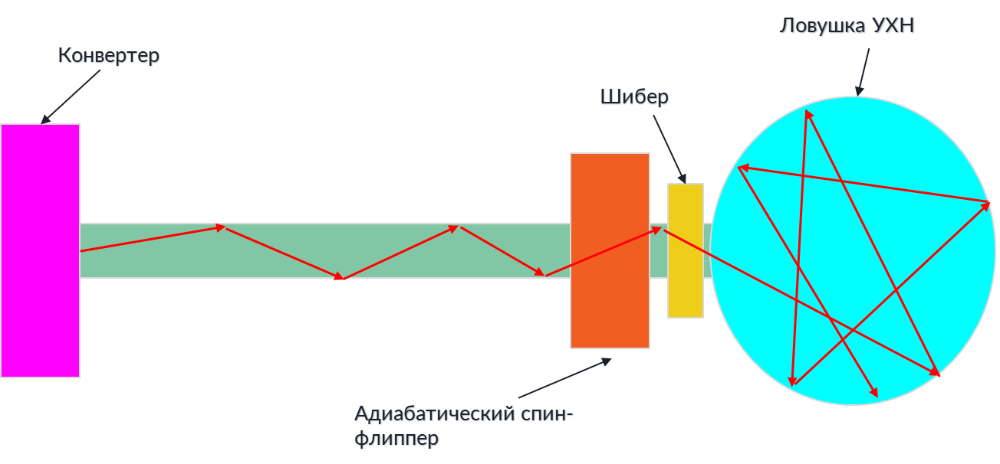 Ловушка УХН
Конвертер
Шибер
Адиабатический спин-
флиппер